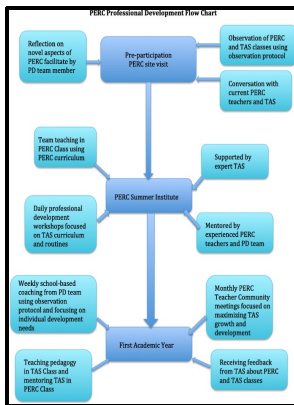 PERC Professional Development Flow Chart
Reflection on
novel aspects of
PERC facilitate by
PD team member
Pre-participation
PERC site visit
Observation of PERC
and TAS classes using
observation protocol
Conversation with
current PERC
teachers and TAS
Team teaching in
PERC Class using
PERC curriculum
Supported by
expert TAS
PERC Summer Institute
Daily professional
development
workshops focused
on TAS curriculum
and routines
Mentored by
experienced PERC
teachers and PD team
Weekly school-based
coaching from PD team
using observation
protocol and focusing on
individual development
needs
Monthly PERC
Teacher Community
meetings focused on
maximizing TAS
growth and
development
First Academic Year
Teaching pedagogy
in TAS Class and
mentoring TAS in
PERC Class
Receiving feedback
from TAS about PERC
and TAS classes